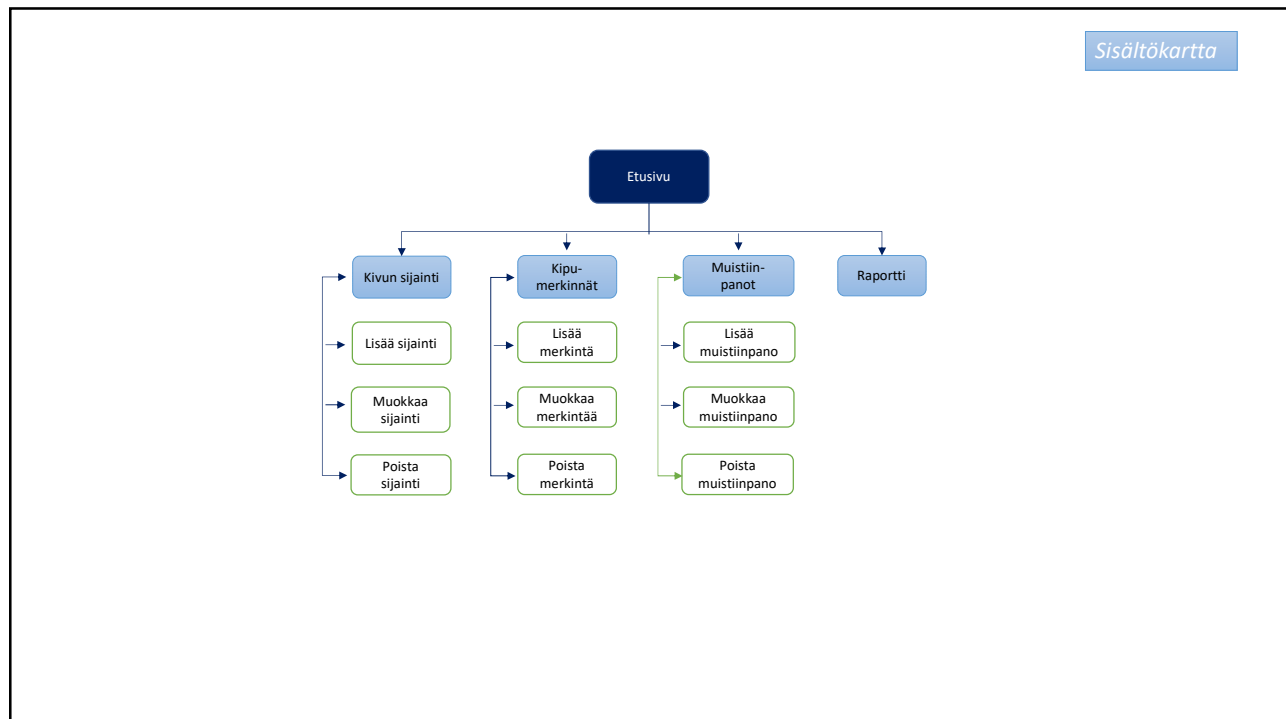 Sisältökartta
Etusivu
Kivun sijainti
Kipu-
merkinnät
Muistiin-
panot
Raportti
Lisää sijainti
Lisää
merkintä
Lisää
muistiinpano
Muokkaa
sijainti
Muokkaa
merkintää
Muokkaa
muistiinpano
Poista
sijainti
Poista
merkintä
Poista
muistiinpano